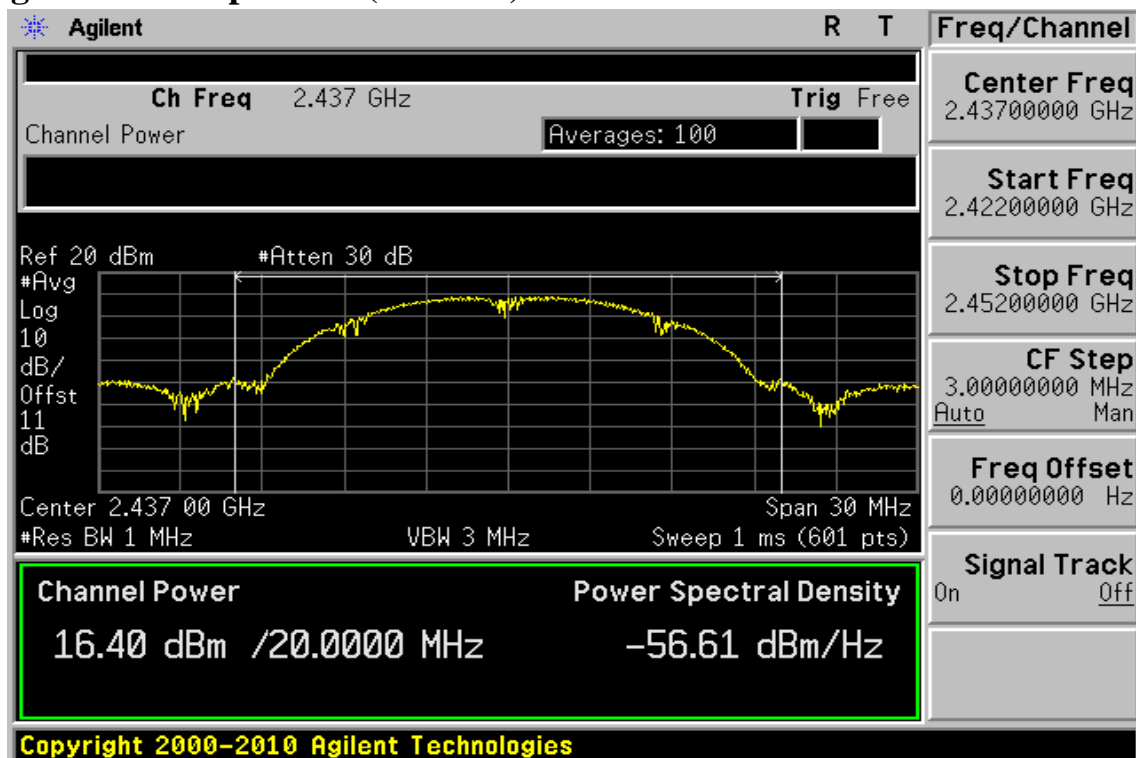 Agilent R T
Freq/Channel
Ch Freq 2.437 GHz Trig Free
Channel Power Averages: 100
Ref 20 dBm #Atten 30 dB
#Avg
Log
10
dB/
Offst
11
dB
Center 2.437 00 GHz Span 30 MHz
#Res BW 1 MHz VBW 3 MHz Sweep 1 ms (601 pts)
Channel Power Power Spectral Density
16.40 dBm /20.0000 MHz -56.61 dBm/Hz
Center Freq
2.43700000 GHz
Start Freq
2.42200000 GHz
Stop Freq
2.45200000 GHz
CF Step
3.00000000 MHz
Auto Man
Freq Offset
0.00000000 Hz
Signal Track
On Off
Copyright 2000-2010 Agilent Technologies